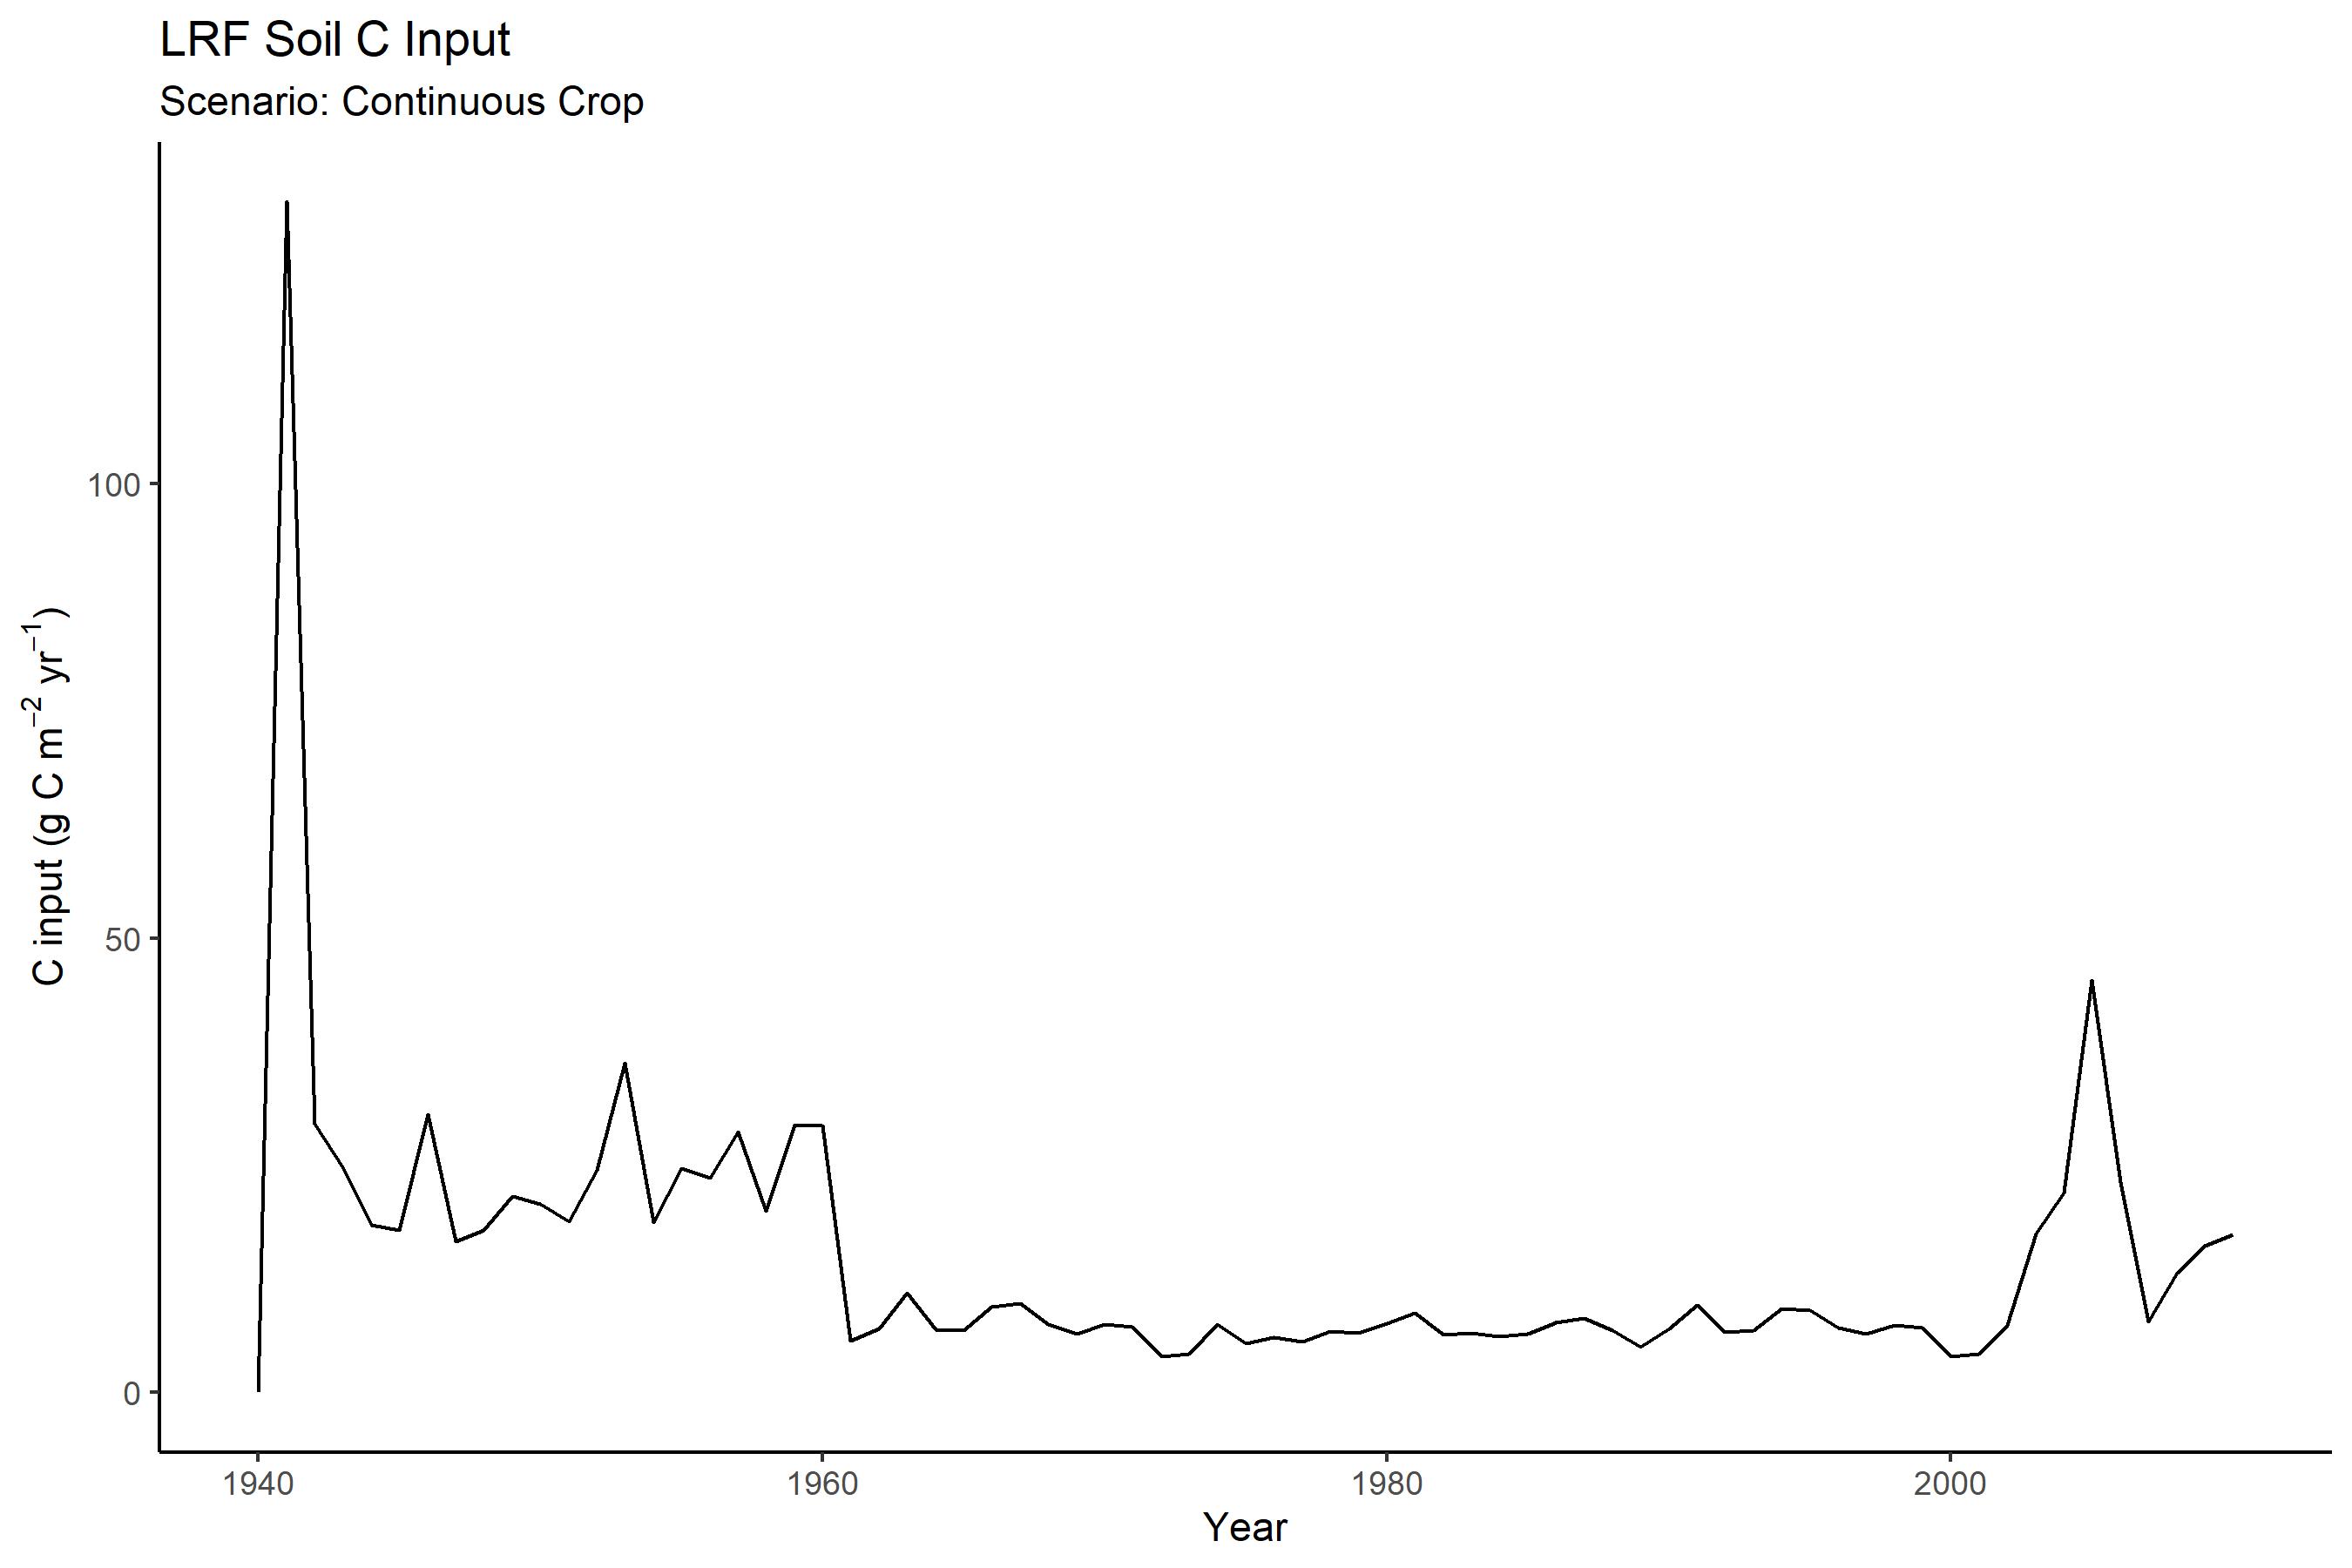 LRF Soil C Input
Scenario: Continuous Crop
C input (g C m⁻² yr⁻¹)
100
50
0
1940 1960 1980 2000
Year